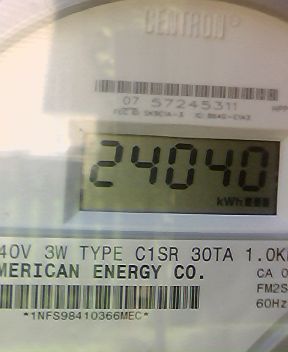 CENTRON®
07 57245311
24040
kWh
40V 3W TYPE C1SR 30TA 1.0K
MERICAN ENERGY CO.
CA 0
FM2S
60Hz
*1NFS98410366MEC*